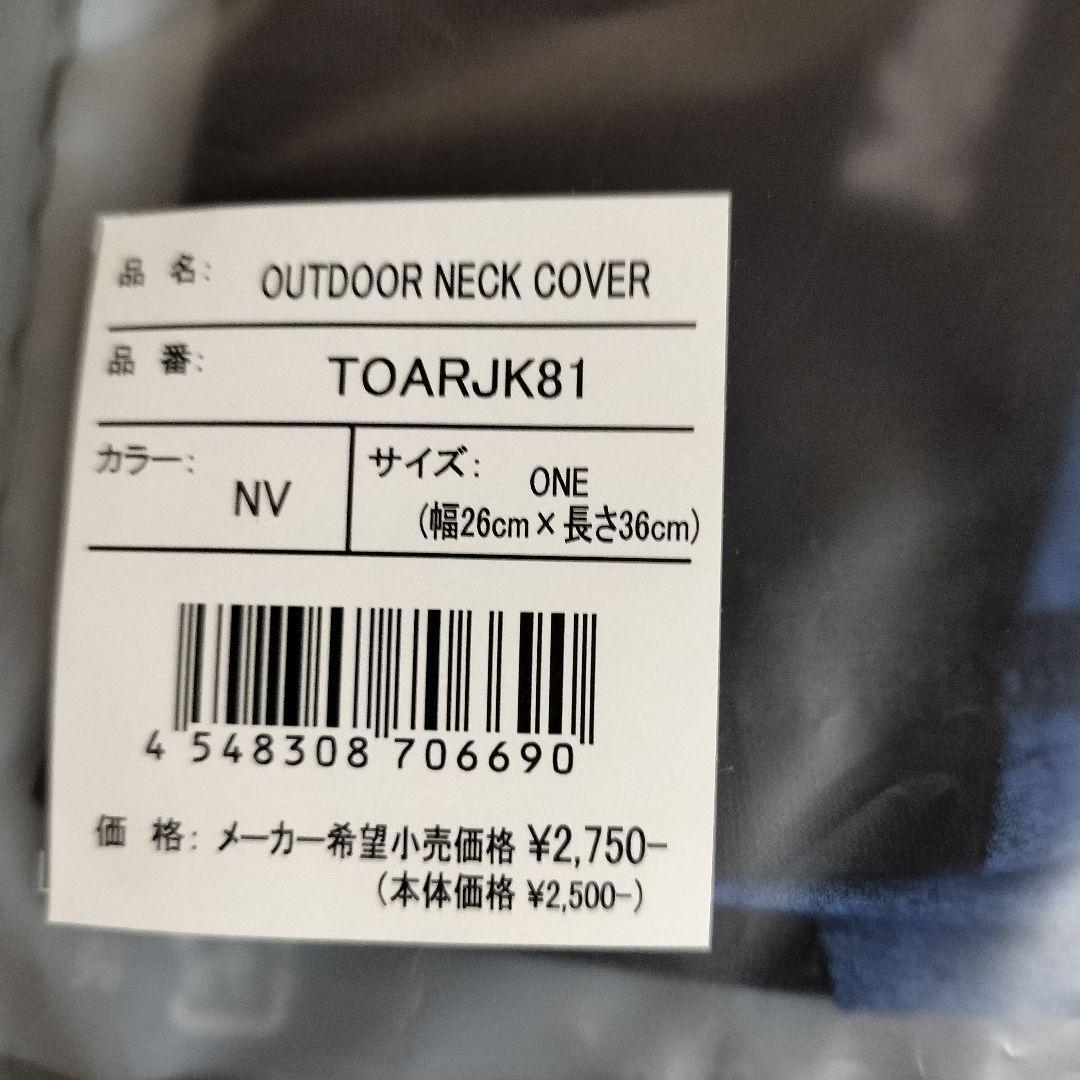 品 名: OUTDOOR NECK COVER
品 番: TOARJK81
カラー: NV
サイズ: ONE
(幅26cm×長さ36cm)
4 548308 706690
価 格: メーカー希望小売価格 ¥2,750-
(本体価格 ¥2,500-)